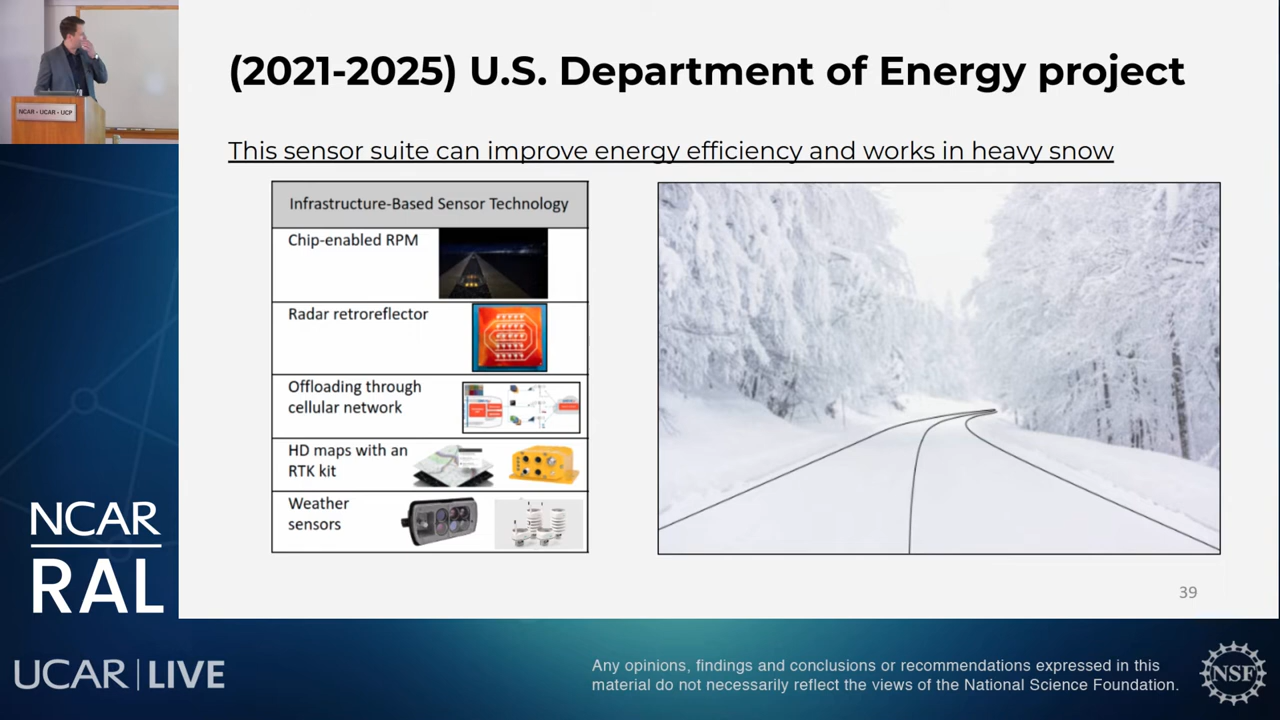 NCAR - UCAR - UCP
(2021-2025) U.S. Department of Energy project
This sensor suite can improve energy efficiency and works in heavy snow
Infrastructure-Based Sensor Technology
Chip-enabled RPM
Radar retroreflector
Offloading through
cellular network
HD maps with an
RTK kit
Weather
sensors
39
NCAR
RAL
UCAR | LIVE
Any opinions, findings and conclusions or recommendations expressed in this
material do not necessarily reflect the views of the National Science Foundation.
NSF